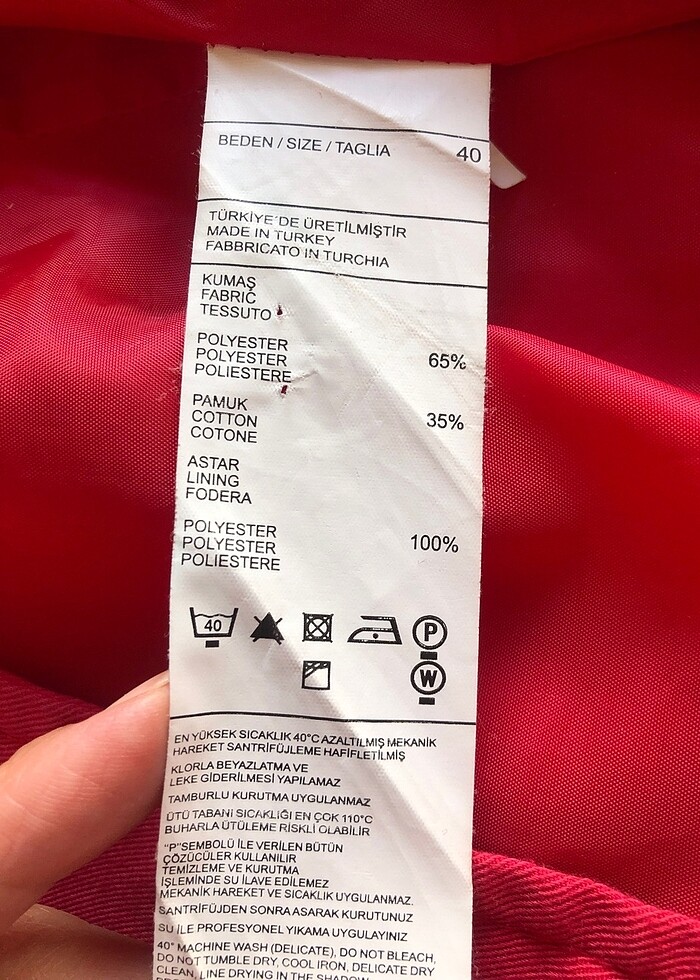 BEDEN / SIZE / TAGLIA 40
TÜRKİYE'DE ÜRETİLMİŞTİR
MADE IN TURKEY
FABBRICATO IN TURCHIA
KUMAŞ
FABRIC
TESSUTO
POLYESTER
POLYESTER 65%
POLIESTERE
PAMUK
COTTON 35%
COTONE
ASTAR
LINING
FODERA
POLYESTER
POLYESTER 100%
POLIESTERE
40 P
W
EN YÜKSEK SICAKLIK 40°C AZALTILMIŞ MEKANİK
HAREKET SANTRİFÜJLEME HAFİFLETİLMİŞ
KLORLA BEYAZLATMA VE
LEKE GİDERİLMESİ YAPILAMAZ
TAMBURLU KURUTMA UYGULANMAZ
ÜTÜ TABANI SICAKLIĞI EN ÇOK 110°C
BUHARLA ÜTÜLEME RİSKLİ OLABİLİR
"P"SEMBOLÜ İLE VERİLEN BÜTÜN
ÇÖZÜCÜLER KULLANILIR
TEMİZLEME VE KURUTMA
İŞLEMİNDE SU İLAVE EDİLEMEZ
MEKANİK HAREKET VE SICAKLIK UYGULANMAZ.
SANTRİFÜJDEN SONRA ASARAK KURUTUNUZ
SU İLE PROFESYONEL YIKAMA UYGULAYINIZ
40° MACHINE WASH (DELICATE), DO NOT BLEACH,
DO NOT TUMBLE DRY, COOL IRON, DELICATE DRY
CLEAN, LINE DRYING IN THE SHADOW